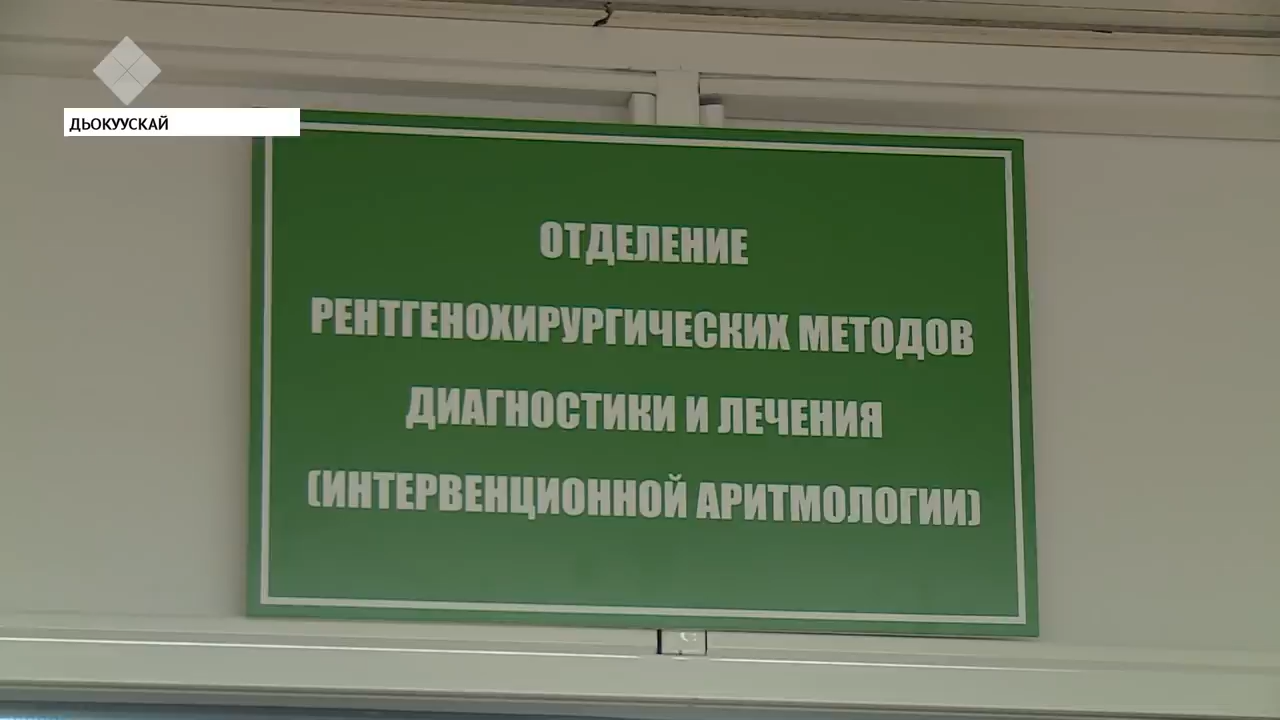 ДЬОКУУСКАЙ
ОТДЕЛЕНИЕ
РЕНТГЕНОХИРУРГИЧЕСКИХ МЕТОДОВ
ДИАГНОСТИКИ И ЛЕЧЕНИЯ
(ИНТЕРВЕНЦИОННОЙ АРИТМОЛОГИИ)